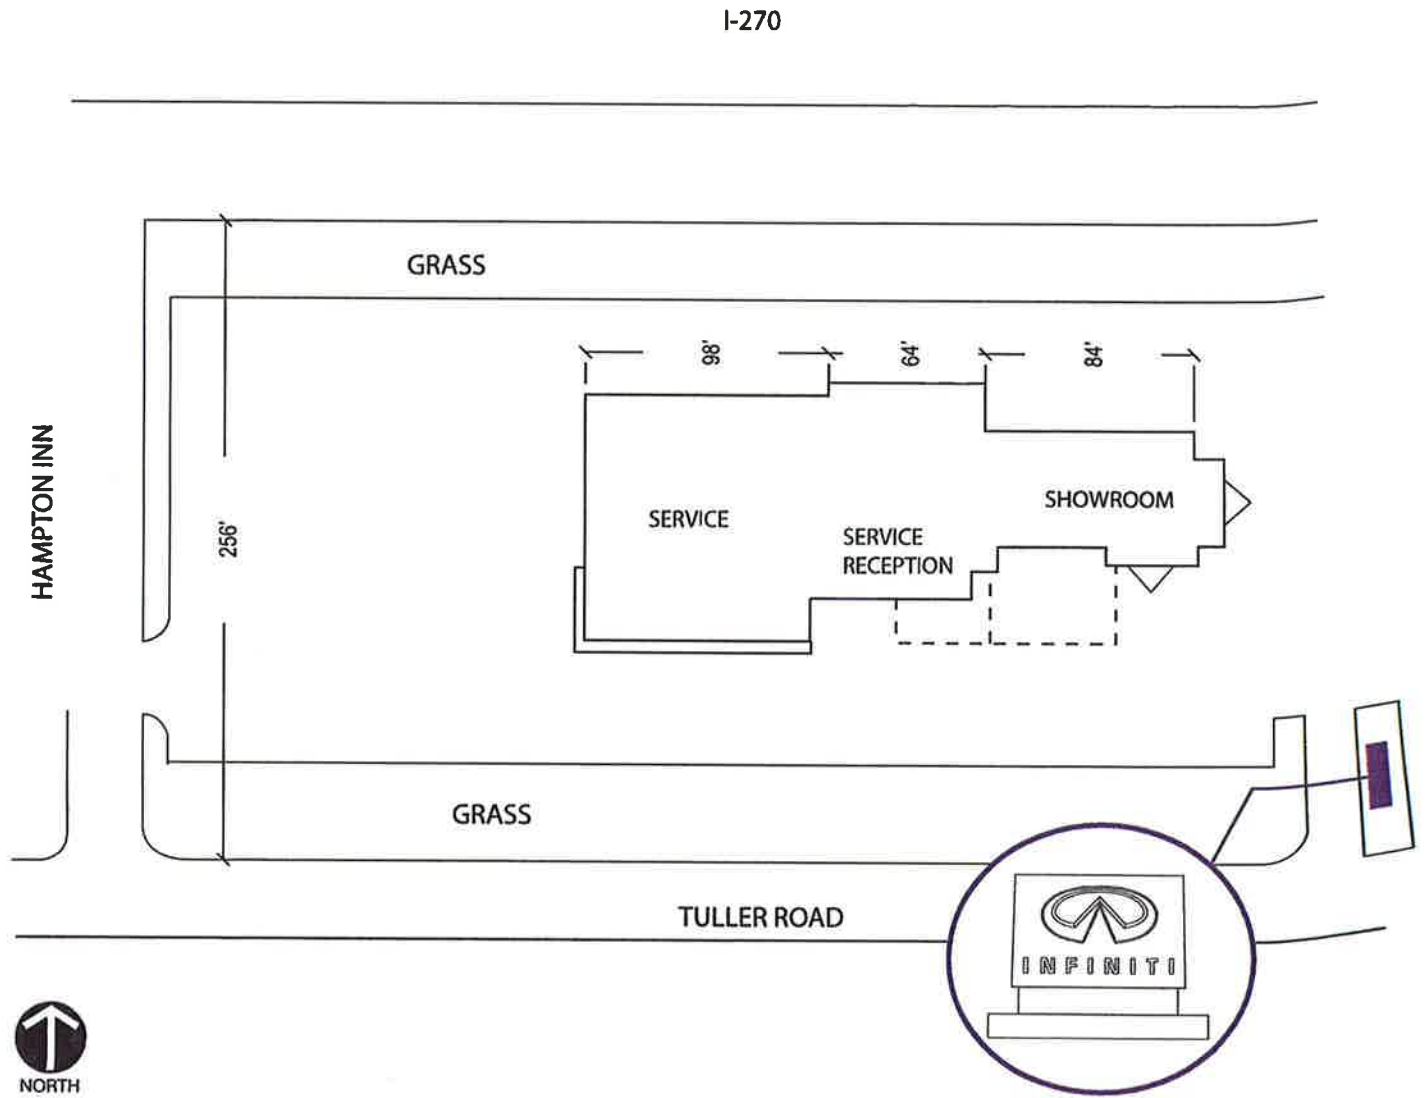 I-270
GRASS
98'
64'
84'
HAMPTON INN
256'
SERVICE
SHOWROOM
SERVICE
RECEPTION
GRASS
TULLER ROAD
INFINITI
NORTH